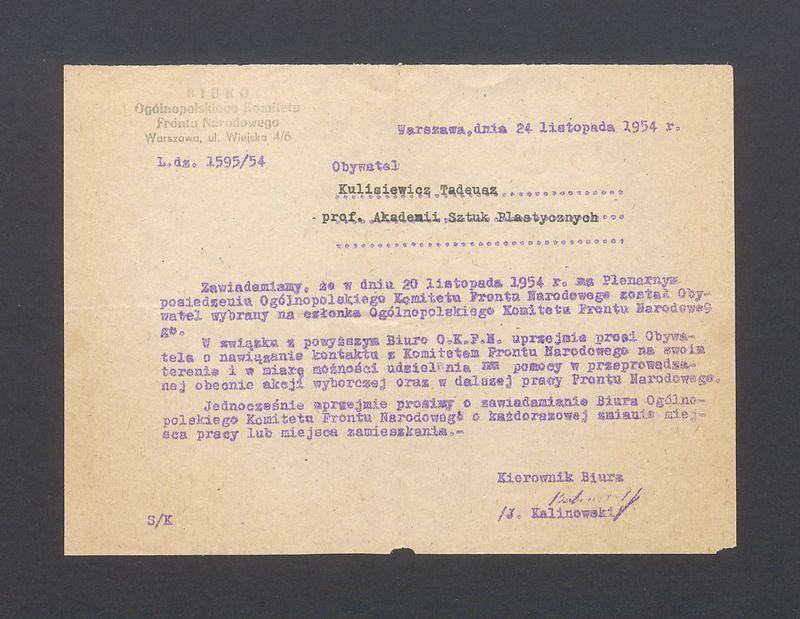 BIURO
Ogólnopolskiego Komitetu
Frontu Narodowego
Warszawa, ul. Wiejska 4/6
Warszawa,dnia 24 listopada 1954 r.
L.dz. 1595/54
Obywatel
Kulisiewicz Tadeusz
prof. Akademii Sztuk Plastycznych
Zawiadamiamy, że w dniu 20 listopada 1954 r. na Plenarnym
posiedzeniu Ogólnopolskiego Komitetu Frontu Narodowego został Oby-
watel wybrany na członka Ogólnopolskiego Komitetu Frontu Narodowe
go.
W związku z powyższym Biuro O.K.F.N. uprzejmie prosi Obywa-
tela o nawiązanie kontaktu z Komitetem Frontu Narodowego na swoim
terenie i w miarę możności udzielenia mu pomocy w przeprowadza-
nej obecnie akcji wyborczej oraz w dalszej pracy Frontu Narodowego.
Jednocześnie uprzejmie prosimy o zawiadamianie Biura Ogólno-
polskiego Komitetu Frontu Narodowego o każdorazowej zmianie miej-
sca pracy lub miejsca zamieszkania.-
Kierownik Biura
/J. Kalinowski/
S/K